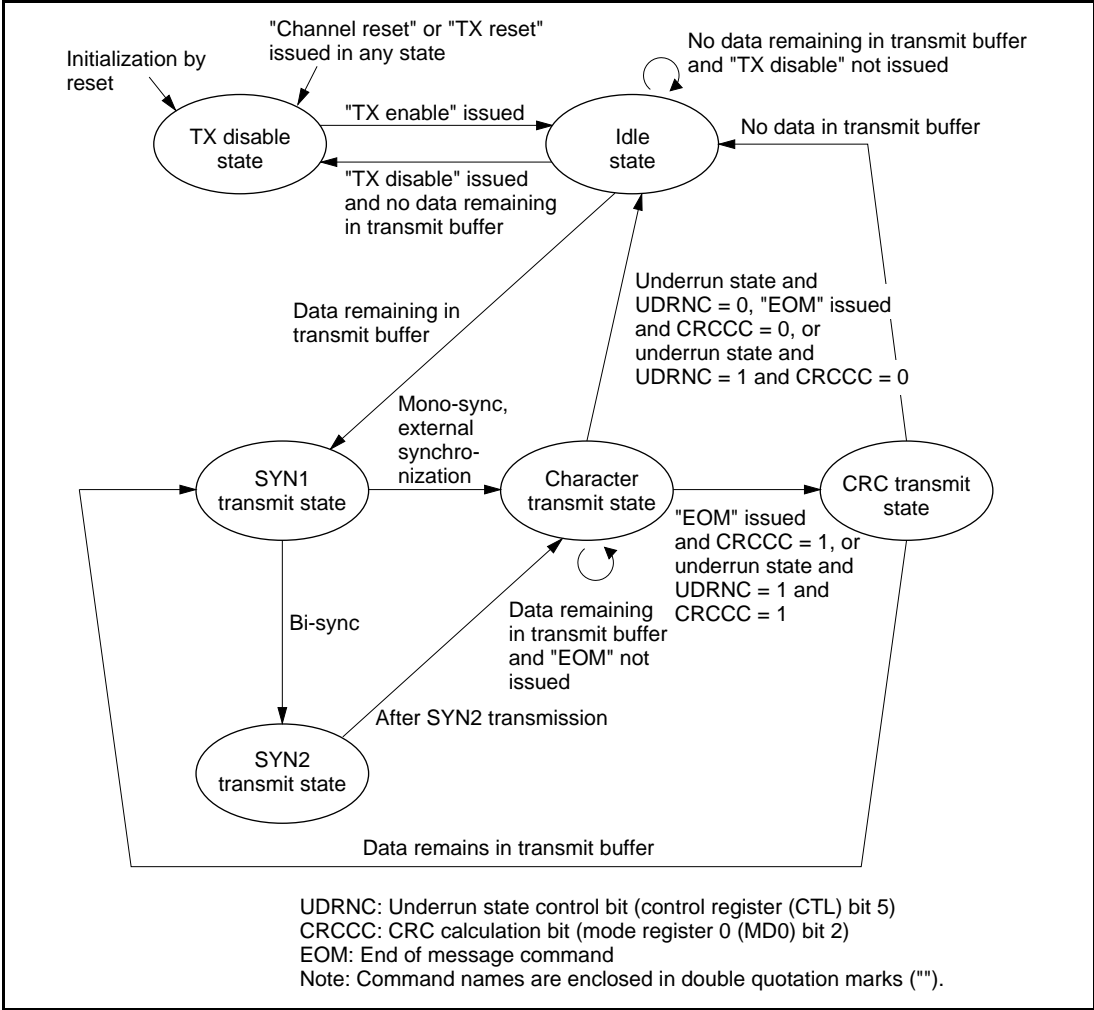 "Channel reset" or "TX reset"
issued in any state
Initialization by
reset
No data remaining in transmit buffer
and "TX disable" not issued
TX disable
state
"TX enable" issued
Idle
state
No data in transmit buffer
"TX disable" issued
and no data remaining
in transmit buffer
Data remaining in
transmit buffer
Underrun state and
UDRNC = 0, "EOM" issued
and CRCCC = 0, or
underrun state and
UDRNC = 1 and CRCCC = 0
Mono-sync,
external
synchro-
nization
SYN1
transmit state
Character
transmit state
CRC transmit
state
"EOM" issued
and CRCCC = 1, or
underrun state and
UDRNC = 1 and
CRCCC = 1
Data remaining
in transmit buffer
and "EOM" not
issued
Bi-sync
After SYN2 transmission
SYN2
transmit state
Data remains in transmit buffer
UDRNC: Underrun state control bit (control register (CTL) bit 5)
CRCCC: CRC calculation bit (mode register 0 (MD0) bit 2)
EOM: End of message command
Note: Command names are enclosed in double quotation marks ("").